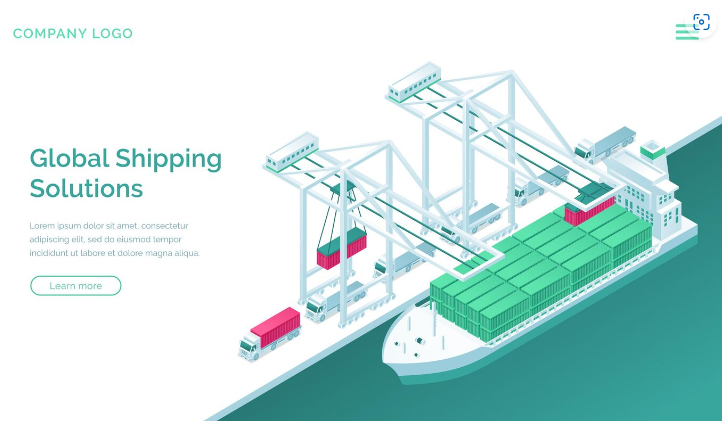 COMPANY LOGO
Global Shipping
Solutions
Lorem ipsum dolor sit amet, consectetur
adipiscing elit, sed do eiusmod tempor
incididunt ut labore et dolore magna aliqua.
Learn more